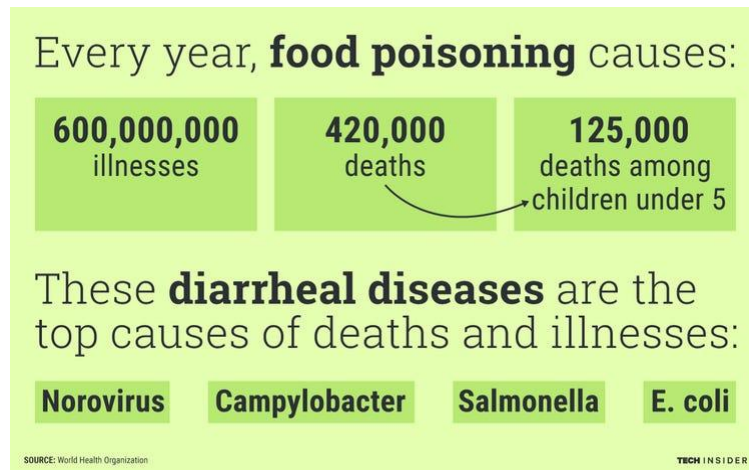 Every year, food poisoning causes:
600,000,000
illnesses
420,000
deaths
125,000
deaths among
children under 5
These diarrheal diseases are the
top causes of deaths and illnesses:
Norovirus
Campylobacter
Salmonella
E. coli
SOURCE: World Health Organization
TECH INSIDER